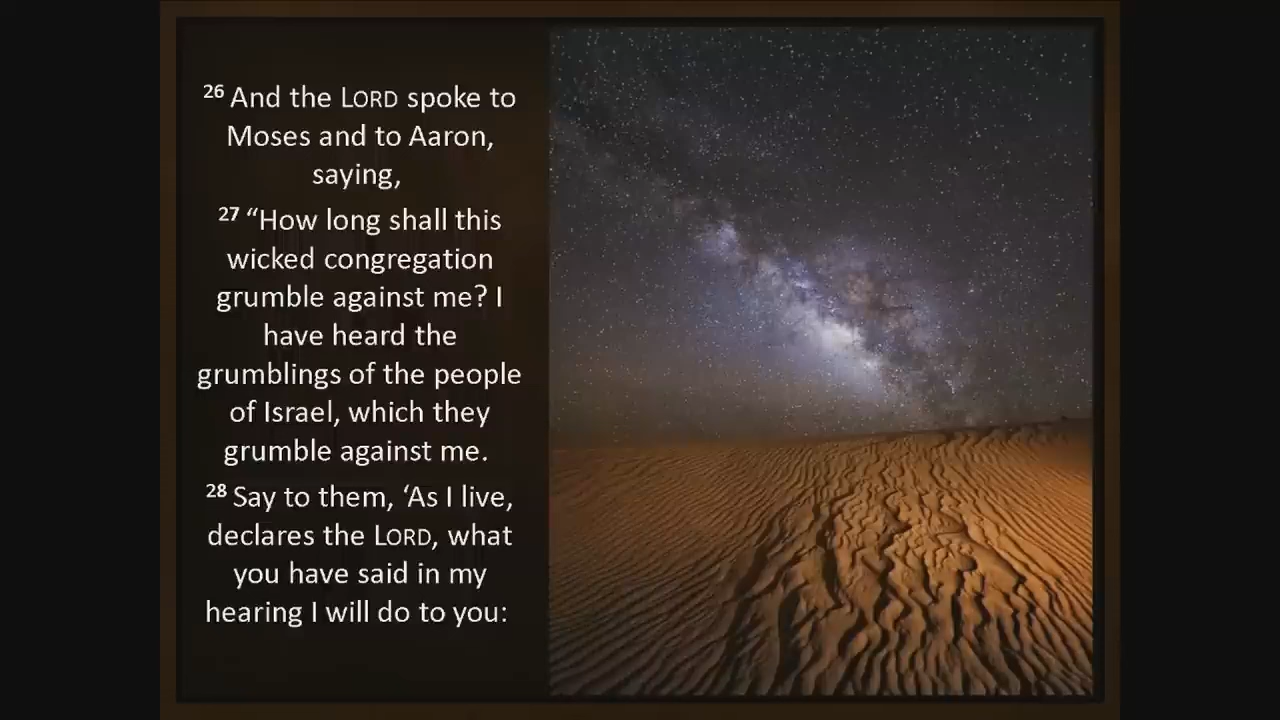 26 And the LORD spoke to
Moses and to Aaron,
saying,
27 “How long shall this
wicked congregation
grumble against me? I
have heard the
grumblings of the people
of Israel, which they
grumble against me.
28 Say to them, ‘As I live,
declares the LORD, what
you have said in my
hearing I will do to you: